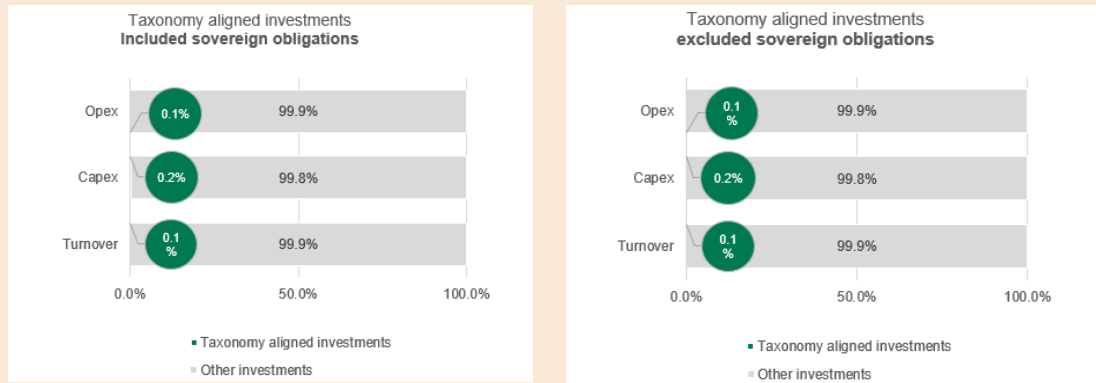 Taxonomy aligned investments
Included sovereign obligations
Opex
0.1%
99.9%
Capex
0.2%
99.8%
Turnover
0.1
%
99.9%
0.0%
50.0%
100.0%
Taxonomy aligned investments
Other investments
Taxonomy aligned investments
excluded sovereign obligations
Opex
0.1
%
99.9%
Capex
0.2%
99.8%
Turnover
0.1
%
99.9%
0.0%
50.0%
100.0%
Taxonomy aligned investments
Other investments